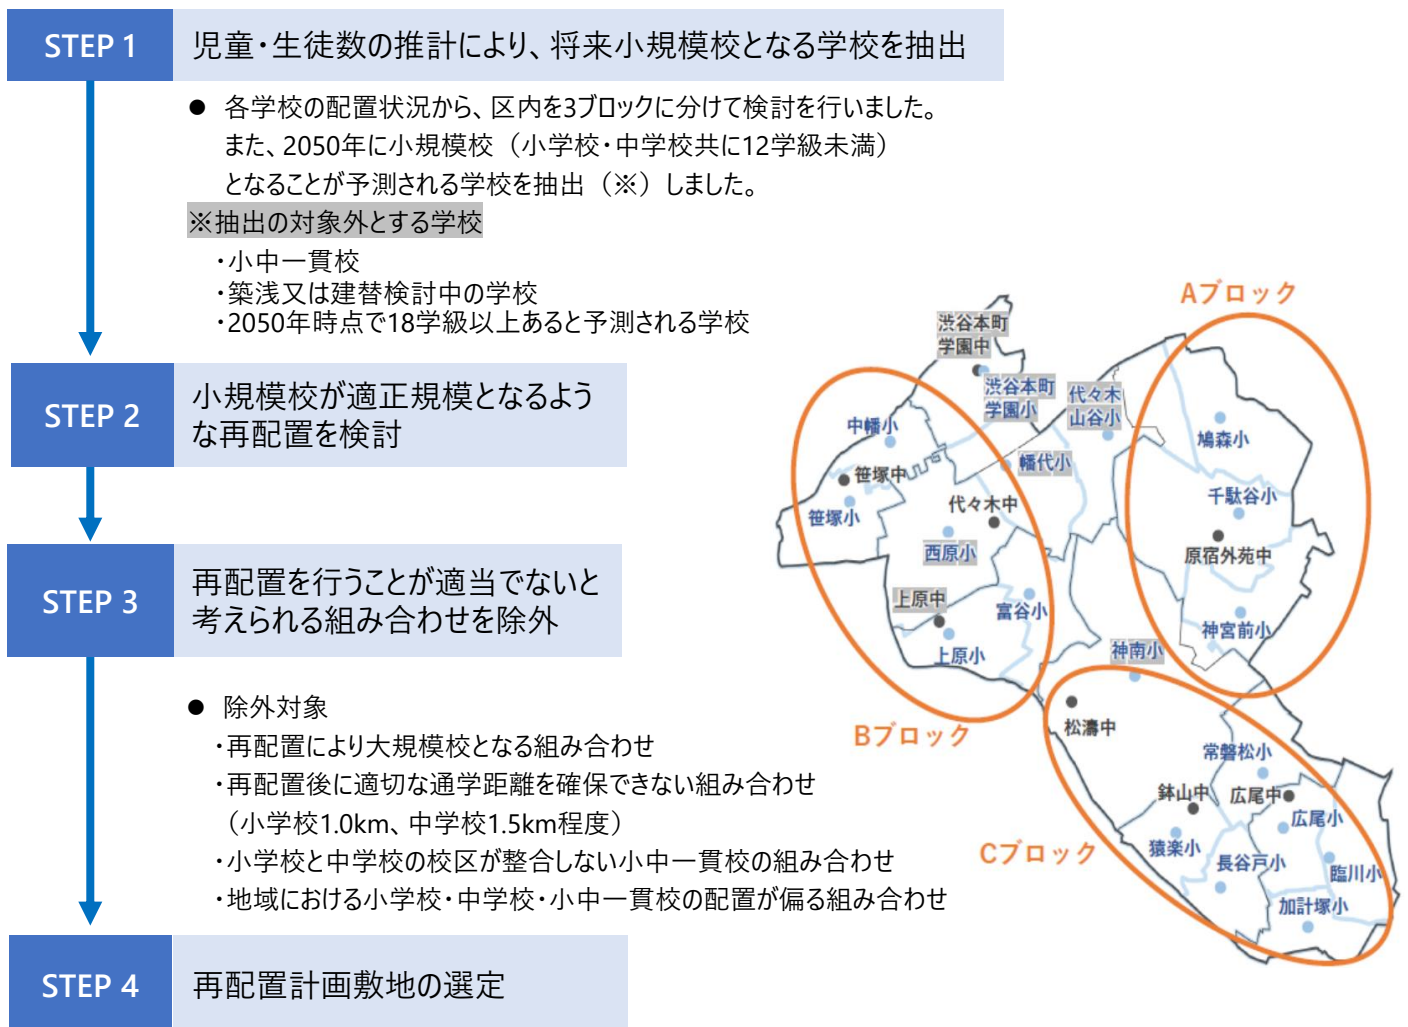 STEP 1
児童・生徒数の推計により、将来小規模校となる学校を抽出
● 各学校の配置状況から、区内を3ブロックに分けて検討を行いました。
また、2050年に小規模校（小学校・中学校共に12学級未満）
となることが予測される学校を抽出（※）しました。
※抽出の対象外とする学校
・小中一貫校
・築浅又は建替検討中の学校
・2050年時点で18学級以上あると予測される学校
STEP 2
小規模校が適正規模となるよう
な再配置を検討
STEP 3
再配置を行うことが適当でないと
考えられる組み合わせを除外
● 除外対象
・再配置により大規模校となる組み合わせ
・再配置後に適切な通学距離を確保できない組み合わせ
（小学校1.0km、中学校1.5km程度）
・小学校と中学校の校区が整合しない小中一貫校の組み合わせ
・地域における小学校・中学校・小中一貫校の配置が偏る組み合わせ
STEP 4
再配置計画敷地の選定
Aブロック
渋谷本町
学園中
渋谷本町
学園小
代々木
山谷小
中幡小
鳩森小
幡代小
笹塚中
千駄谷小
代々木中
笹塚小
西原小
原宿外苑中
上原中
富谷小
神宮前小
上原小
神南小
Bブロック
松濤中
常磐松小
鉢山中
広尾中
広尾小
猿楽小
Cブロック
長谷戸小
臨川小
加計塚小